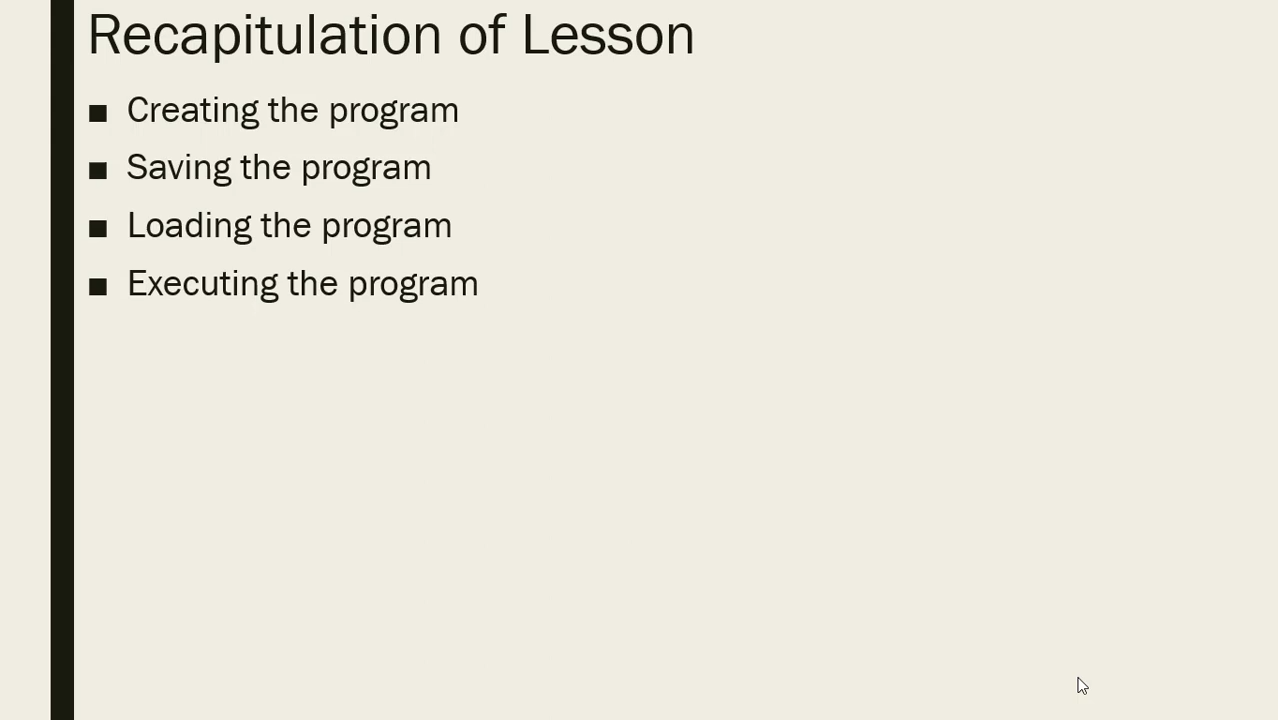 Recapitulation of Lesson
■ Creating the program
■ Saving the program
■ Loading the program
■ Executing the program